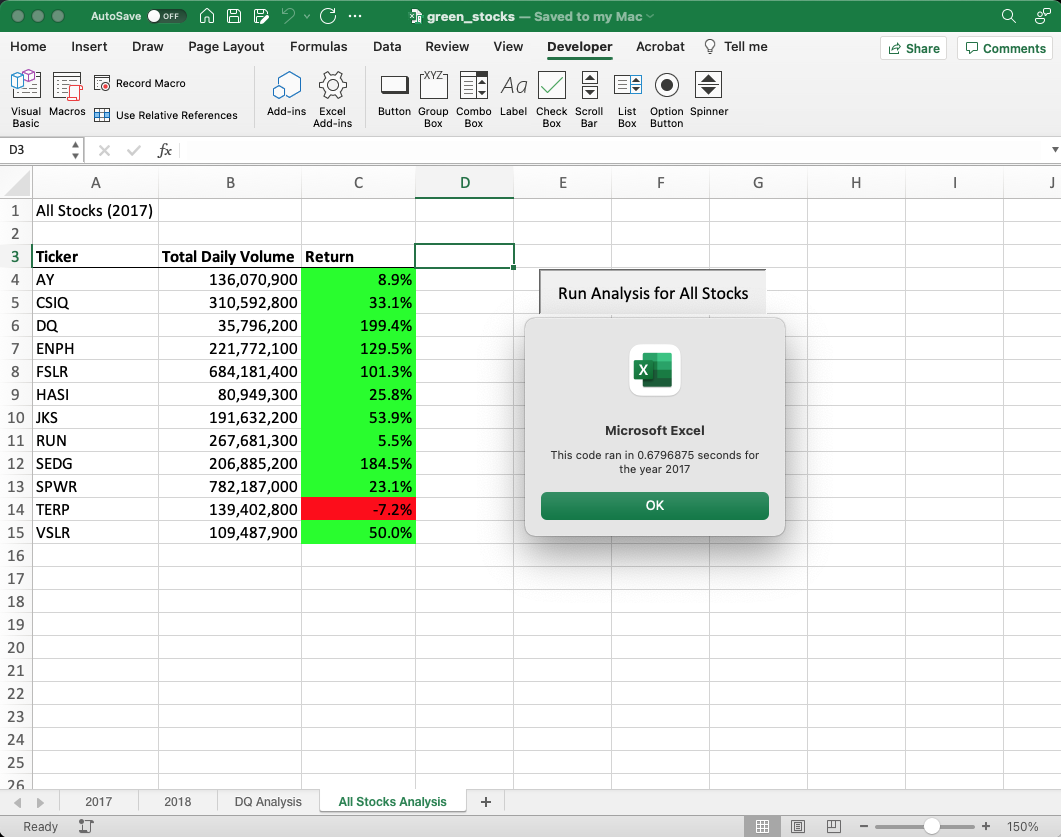 AutoSave OFF green_stocks — Saved to my Mac
Home Insert Draw Page Layout Formulas Data Review View Developer Acrobat Tell me Share Comments
Visual Basic Macros Record Macro Use Relative References Add-ins Excel Add-ins Button Group Box Combo Box Label Check Box Scroll Bar List Box Option Button Spinner
XYZ Aa
D3 fx
A B C D E F G H I J
1 All Stocks (2017)
2
3 Ticker Total Daily Volume Return
4 AY 136,070,900 8.9%
5 CSIQ 310,592,800 33.1%
6 DQ 35,796,200 199.4%
7 ENPH 221,772,100 129.5%
8 FSLR 684,181,400 101.3%
9 HASI 80,949,300 25.8%
10 JKS 191,632,200 53.9%
11 RUN 267,681,300 5.5%
12 SEDG 206,885,200 184.5%
13 SPWR 782,187,000 23.1%
14 TERP 139,402,800 -7.2%
15 VSLR 109,487,900 50.0%
16
17
18
19
20
21
22
23
24
25
26
Run Analysis for All Stocks
X
Microsoft Excel
This code ran in 0.6796875 seconds for
the year 2017
OK
2017 2018 DQ Analysis All Stocks Analysis +
Ready 150%